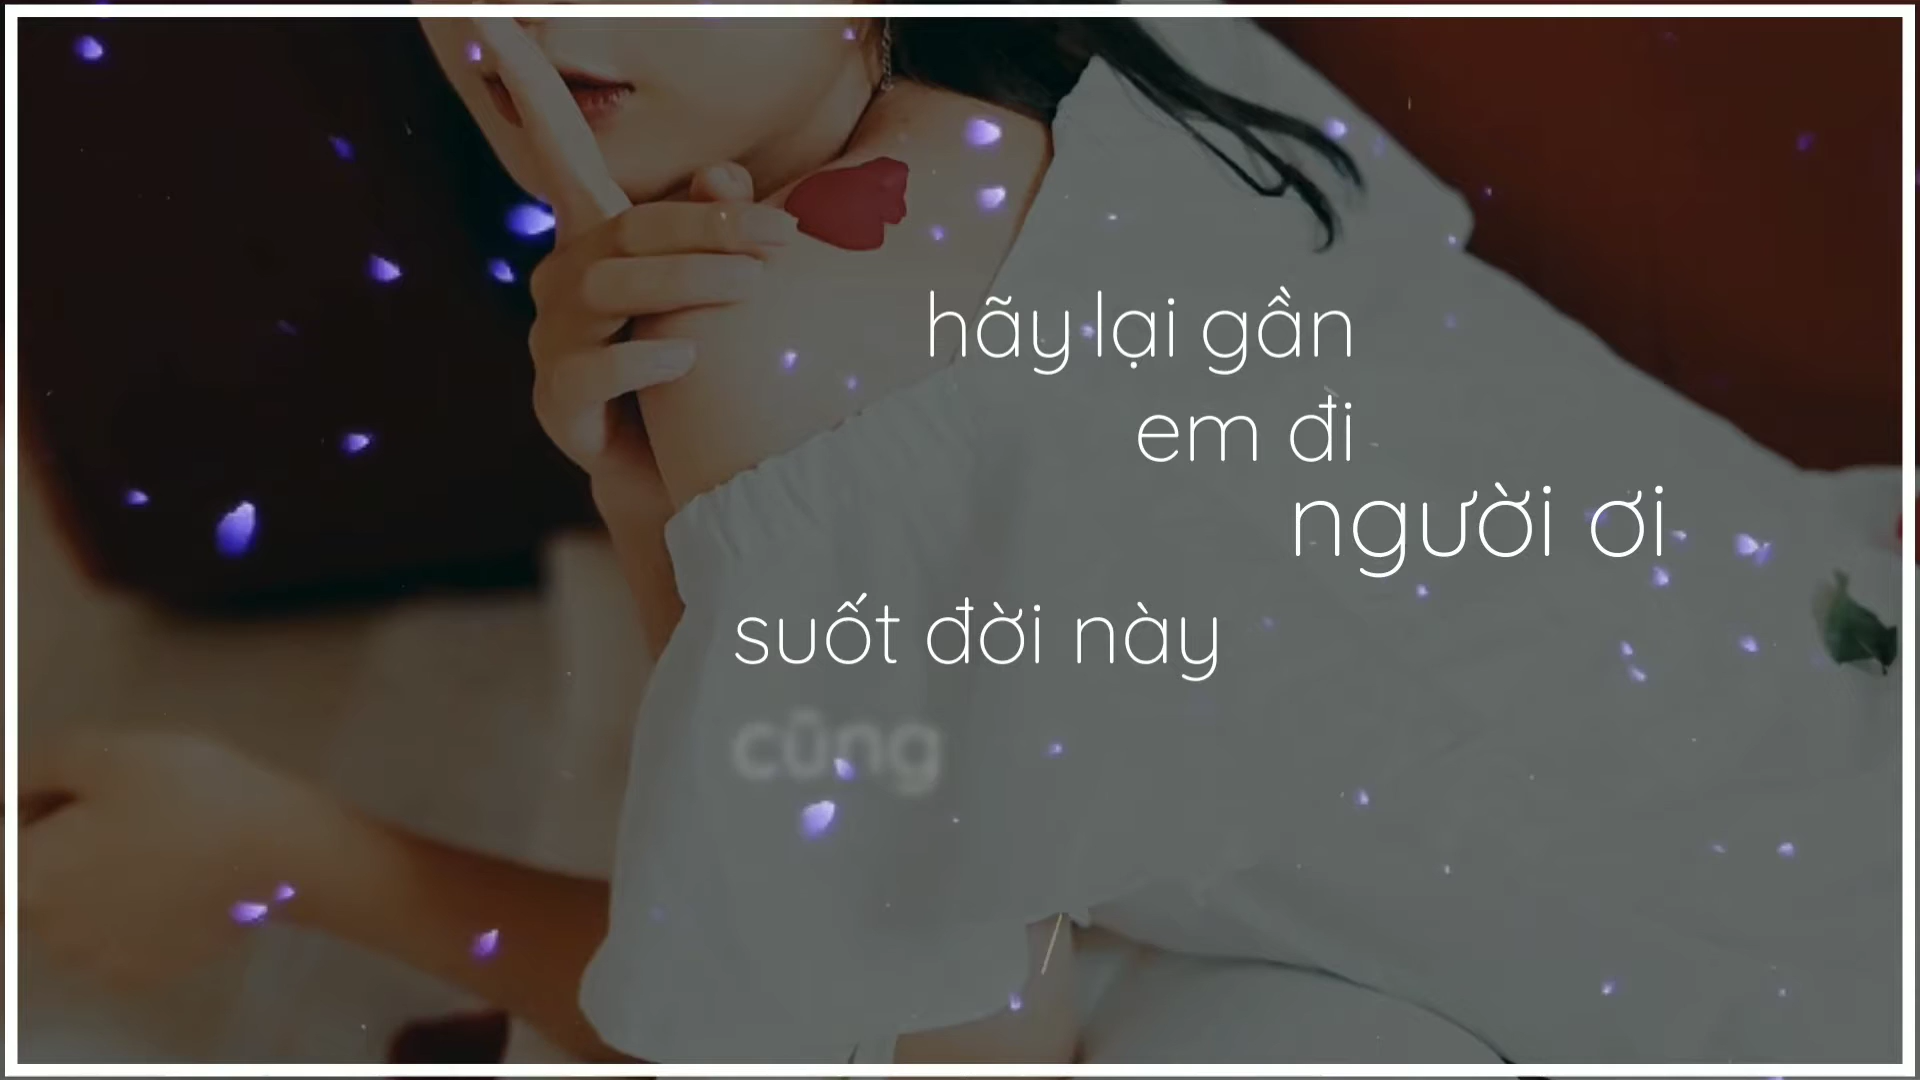 hãy lại gần
em đi
người ơi
suốt đời này
cũng